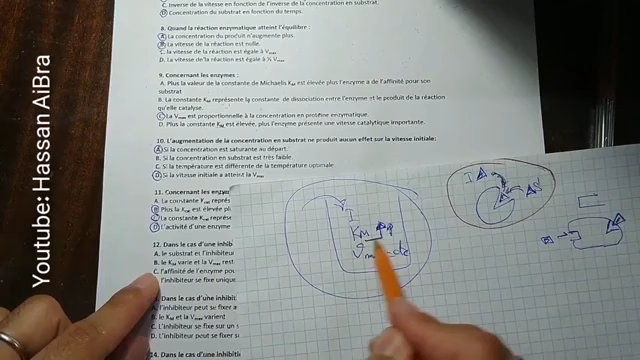 C. Inverse de la vitesse en fonction de l'inverse de la concentration en substrat.
D Concentration du substrat en fonction du temps.
8. Quand la réaction enzymatique atteint l'équilibre :
A La concentration du produit n'augmente plus.
B La vitesse de la réaction est nulle.
C. la vitesse de la réaction est égale à Vmax
D. La vitesse de la réaction est égale à ½ Vmax
9. Concernant les enzymes :
A. Plus la valeur de la constante de Michaelis KM est élevée plus l'enzyme a de l'affinité pour son
substrat
B. La constante KM représente la constante de dissociation entre l'enzyme et le produit de la réaction
qu'elle catalyse.
C La Vmax est proportionnelle à la concentration en protéine enzymatique.
D. Plus la constante KM est élevée, plus l'enzyme présente une vitesse catalytique importante.
10. L'augmentation de la concentration en substrat ne produit aucun effet sur la vitesse initiale:
A Si la concentration est saturante au départ.
B. Si la concentration en substrat est très faible.
C. Si la température est différente de la température optimale
D Si la vitesse initiale a atteint la Vmax
11. Concernant les enzymes
A. La constante
B Plus la Kcat est élevée
C La constante
D L'activité d'une enzyme
12. Dans le cas d'une inhib
A. le substrat et l'inhibiteur
B. le KM varie et la Vmax rest
C. l'affinité de l'enzyme pou
l'inhibiteur se fixe unique
Dans le cas d'une inhibi
A. l'inhibiteur peut se fixer
B. le KM et la Vmax varient
C. L'inhibiteur se fixe sur un s
D. L'inhibiteur peut se fixer s
14. Dans le cas d'une inhibiti
I
KM
I
Youtube: Hassan AiBra